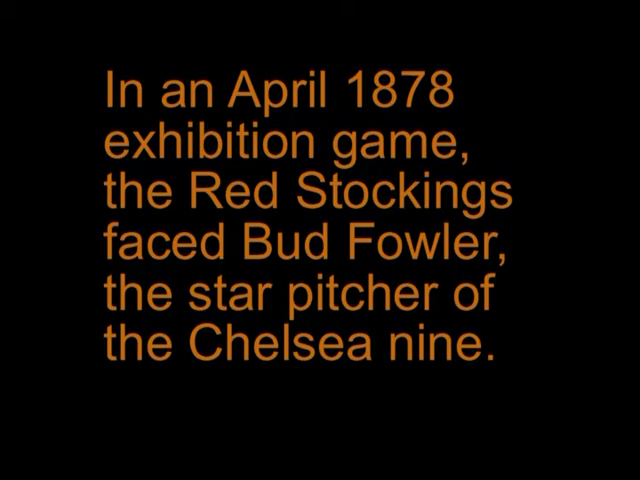 In an April 1878
exhibition game,
the Red Stockings
faced Bud Fowler,
the star pitcher of
the Chelsea nine.